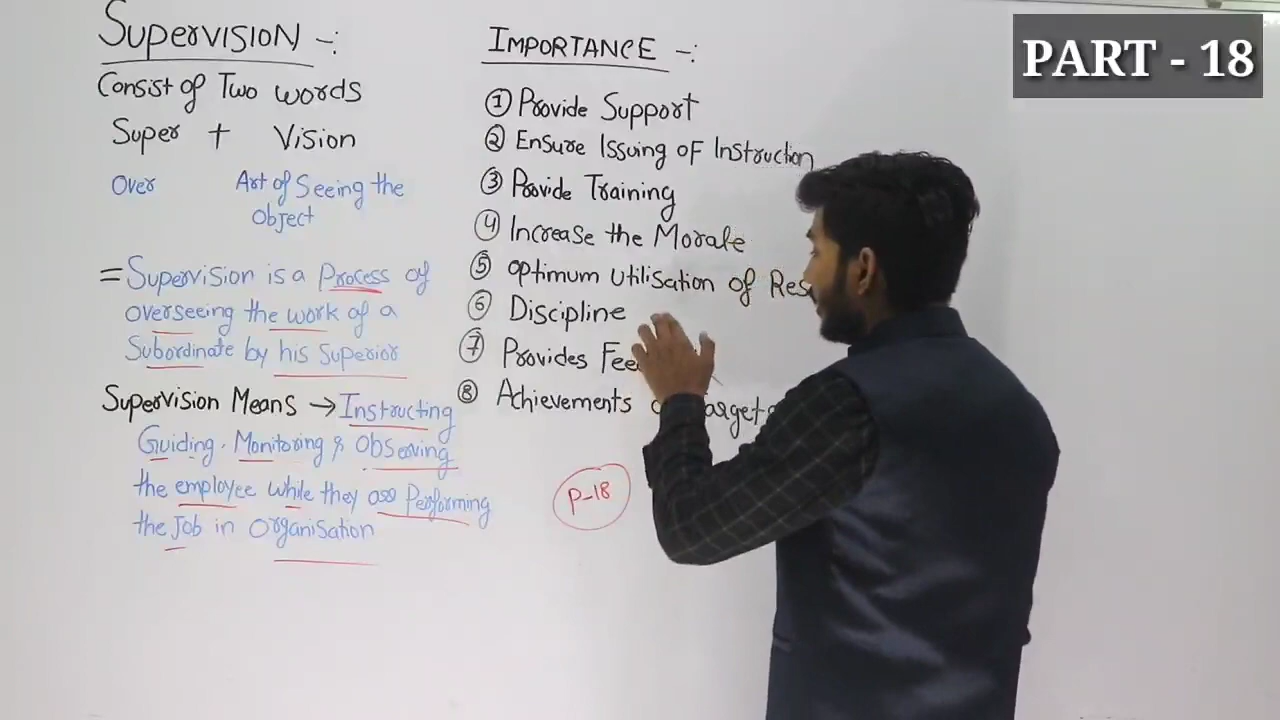 SUPERVISION -:
Consist of Two words
Super + Vision
Over Art of Seeing the
Object
= Supervision is a Process of
overseeing the work of a
Subordinate by his Superior
Supervision Means → Instructing
Guiding, Monitoring & Observing
the employee while they are Performing
the Job in Organisation
IMPORTANCE -:
① Provide Support
② Ensure Issuing of Instruction
③ Provide Training
④ Increase the Morale
⑤ Optimum Utilisation of
⑥ Discipline
⑦ Provides
⑧ Achievements
P-18
PART - 18